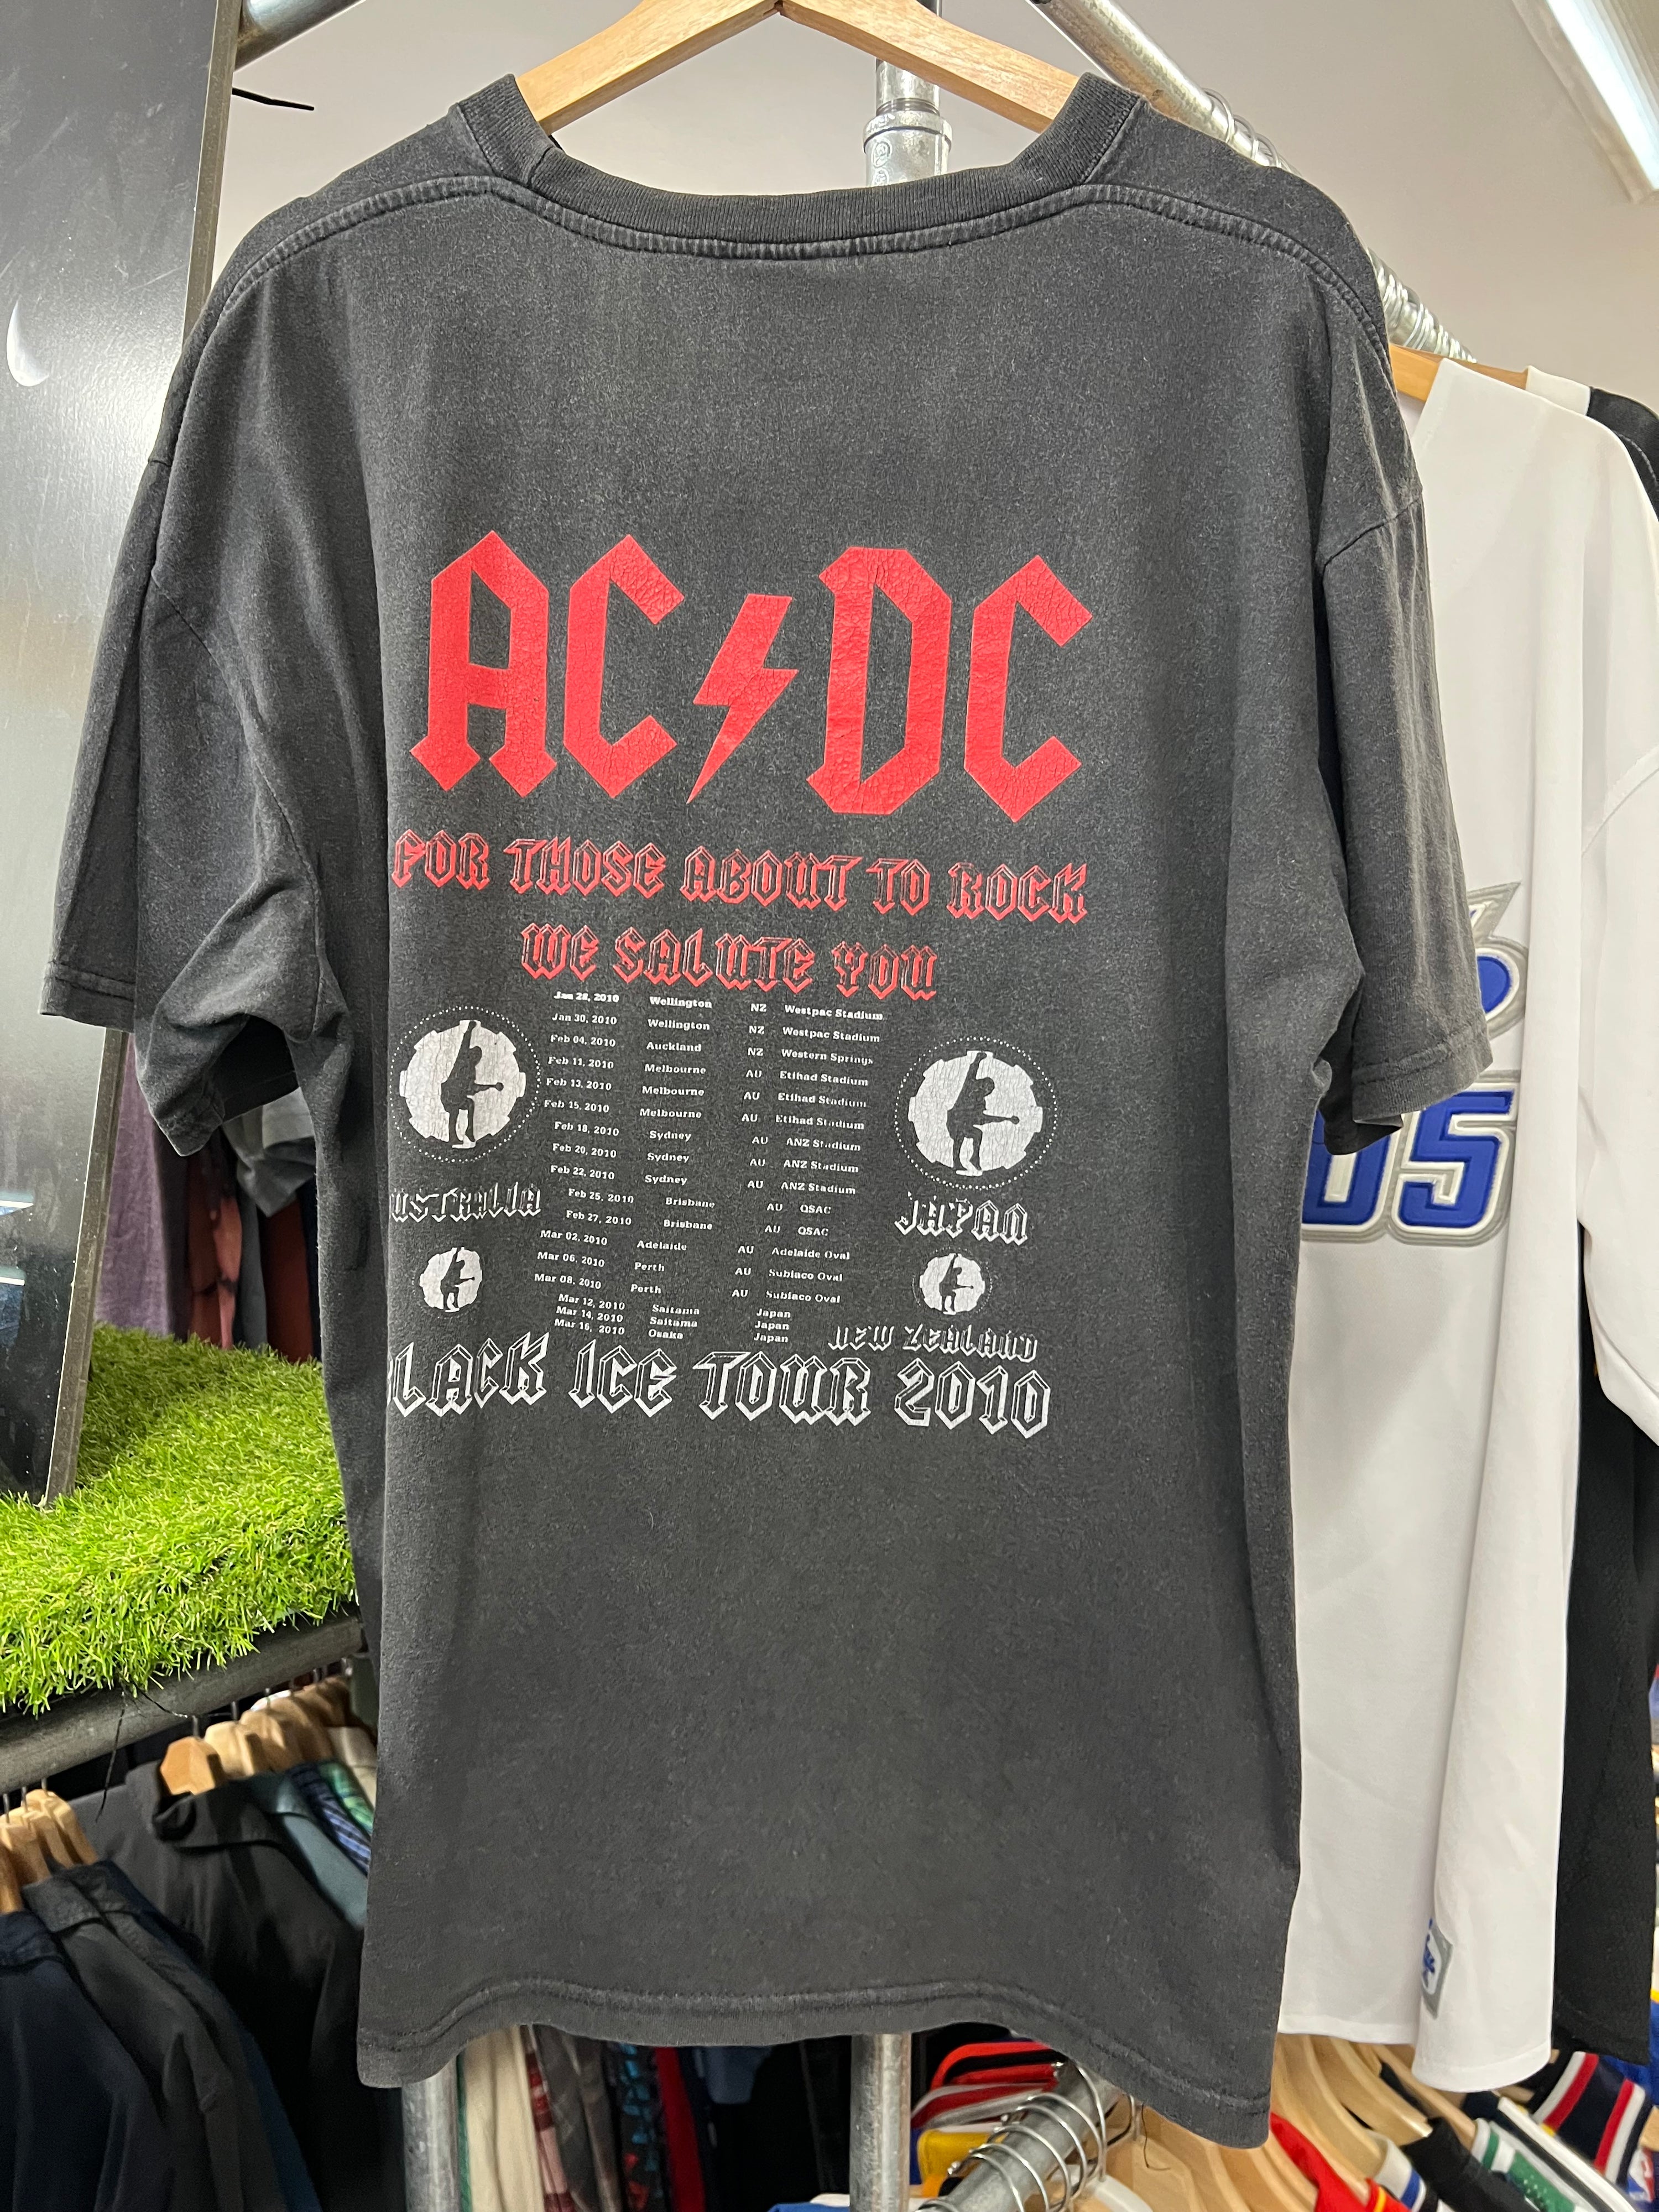 AC⚡DC
FOR THOSE ABOUT TO ROCK
WE SALUTE YOU
Jan 28, 2010 Wellington NZ Westpac Stadium
Jan 30, 2010 Wellington NZ Westpac Stadium
Feb 04, 2010 Auckland NZ Western Springs
Feb 11, 2010 Melbourne AU Etihad Stadium
Feb 13, 2010 Melbourne AU Etihad Stadium
Feb 15, 2010 Melbourne AU Etihad Stadium
Feb 18, 2010 Sydney AU ANZ Stadium
Feb 20, 2010 Sydney AU ANZ Stadium
Feb 22, 2010 Sydney AU ANZ Stadium
Feb 25, 2010 Brisbane AU QSAC
Feb 27, 2010 Brisbane AU QSAC
Mar 02, 2010 Adelaide AU Adelaide Oval
Mar 06, 2010 Perth AU Subiaco Oval
Mar 08, 2010 Perth AU Subiaco Oval
Mar 12, 2010 Saitama Japan
Mar 14, 2010 Saitama Japan
Mar 16, 2010 Osaka Japan
USTRALIA
JAPAN
NEW ZEALAND
LACK ICE TOUR 2010
05